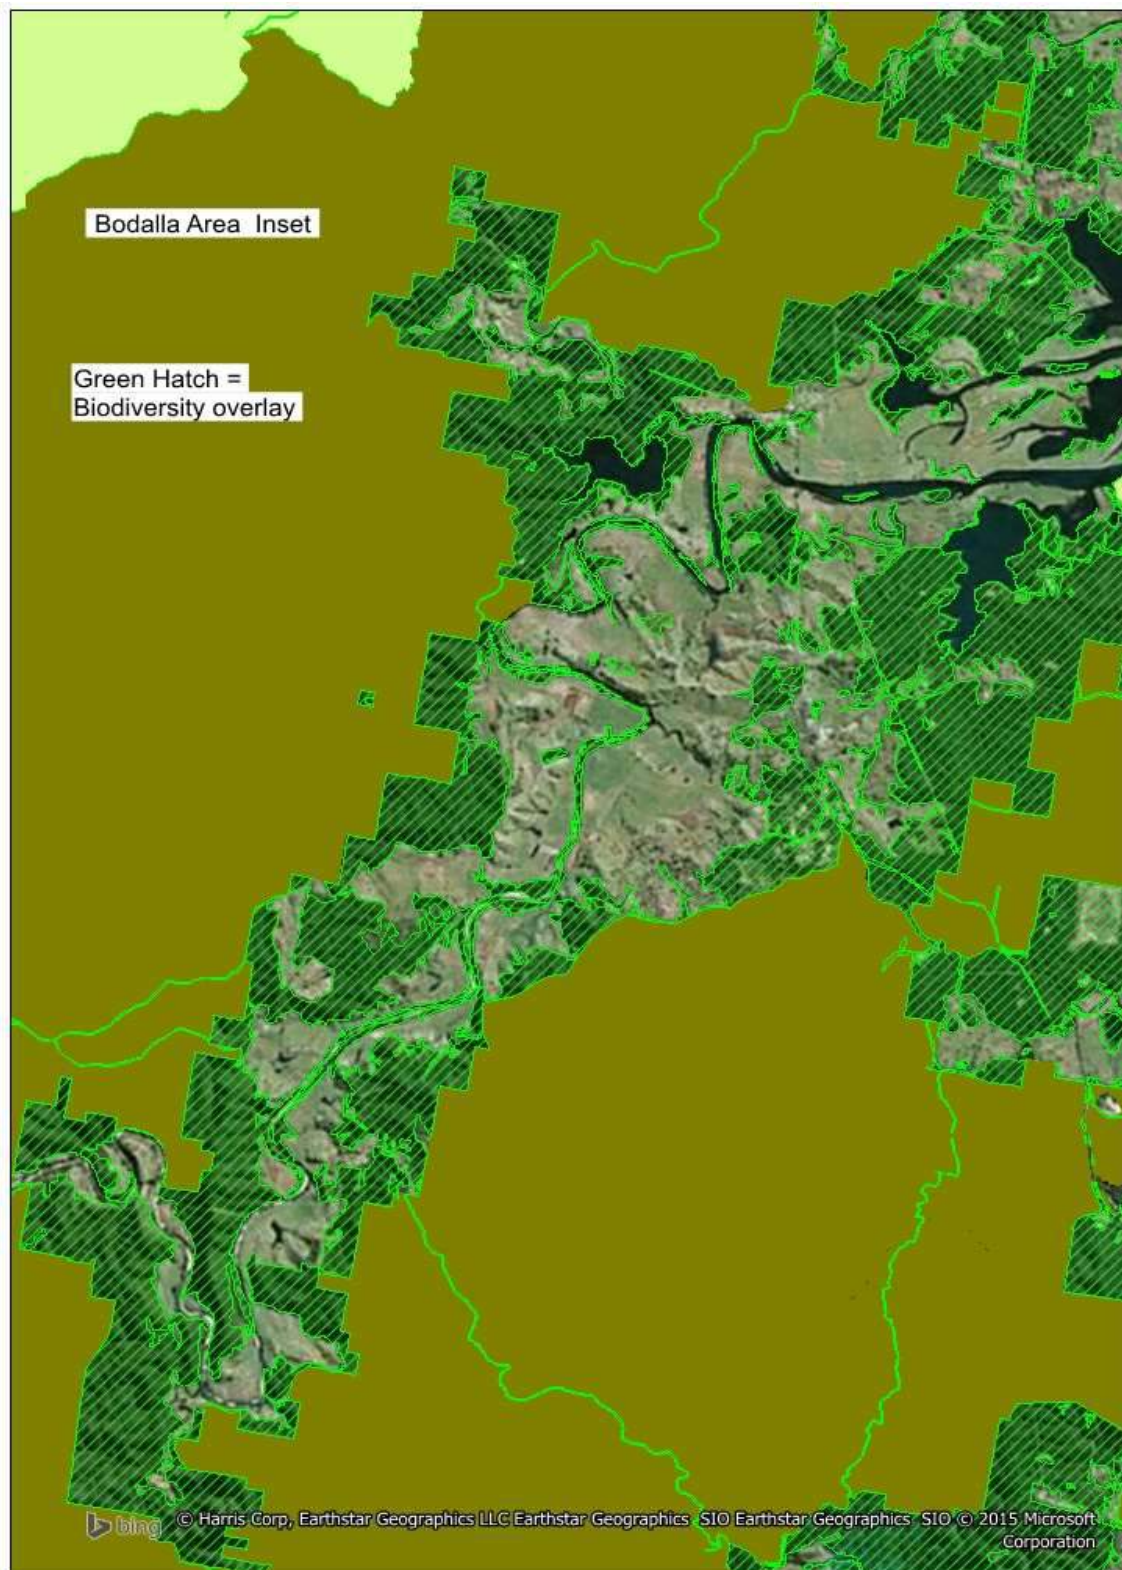 Bodalla Area  Inset
Green Hatch =
Biodiversity overlay
bing
© Harris Corp, Earthstar Geographics LLC Earthstar Geographics  SIO Earthstar Geographics  SIO © 2015 Microsoft
Corporation